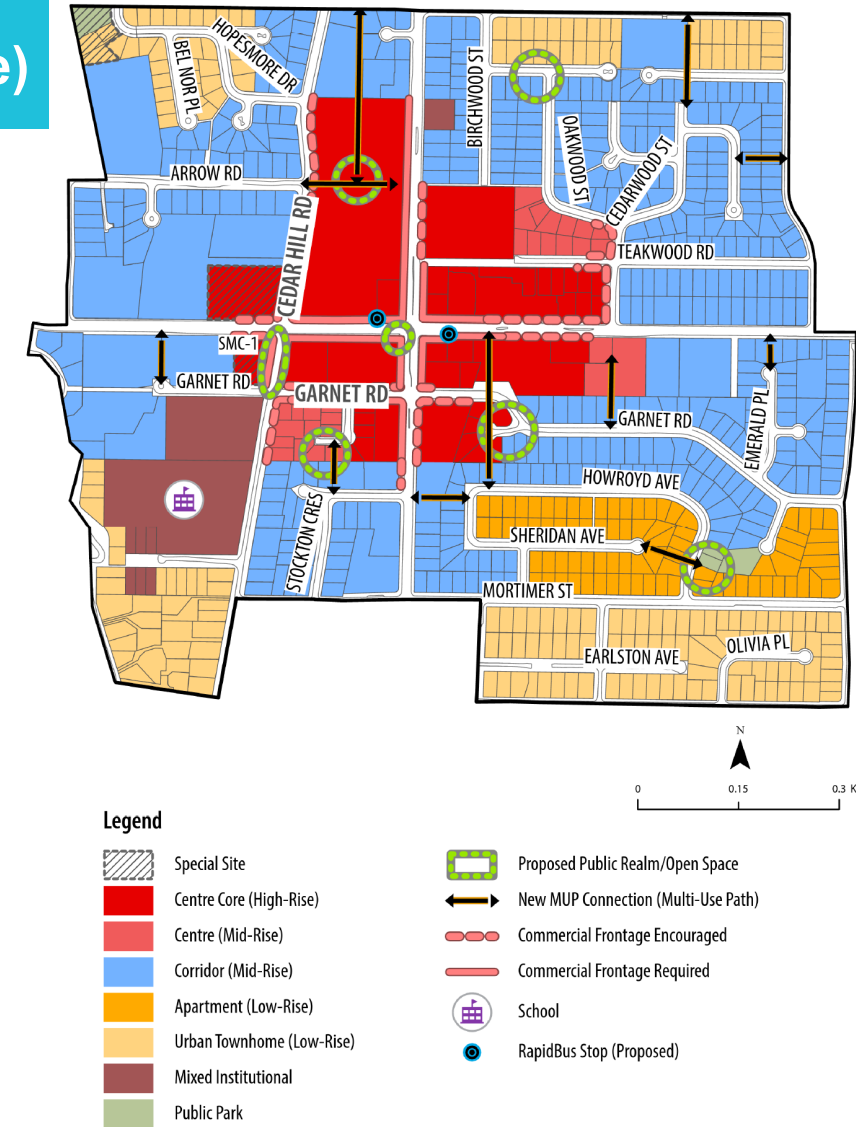 e)
HOPESMORE DR
BEL NOR PL
BIRCHWOOD ST
OAKWOOD ST
CEDARWOOD ST
ARROW RD
CEDAR HILL RD
TEAKWOOD RD
SMC-1
GARNET RD
GARNET RD
GARNET RD
EMERALD PL
HOWROYD AVE
STOCKTON CRES
SHERIDAN AVE
MORTIMER ST
EARLSTON AVE
OLIVIA PL
N
0 0.15 0.3 K
Legend
Special Site
Centre Core (High-Rise)
Centre (Mid-Rise)
Corridor (Mid-Rise)
Apartment (Low-Rise)
Urban Townhome (Low-Rise)
Mixed Institutional
Public Park
Proposed Public Realm/Open Space
New MUP Connection (Multi-Use Path)
Commercial Frontage Encouraged
Commercial Frontage Required
School
RapidBus Stop (Proposed)